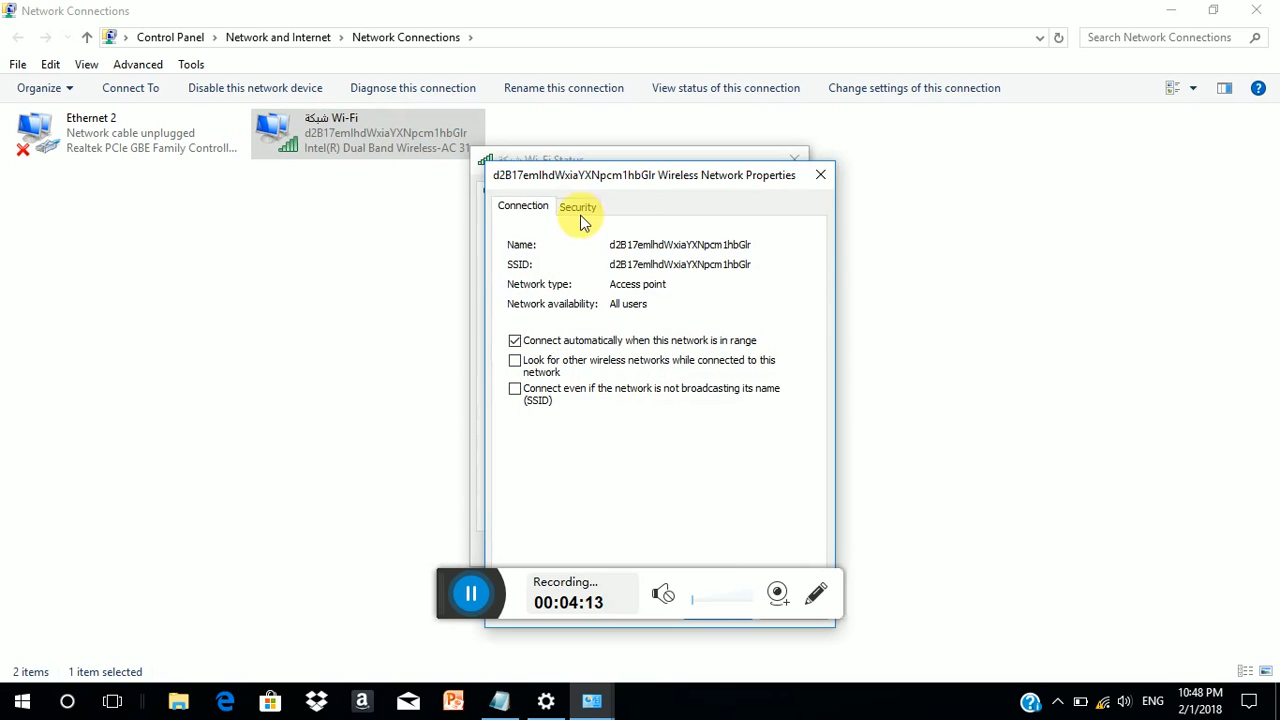 Network Connections
Control Panel
Network and Internet
Network Connections
Search Network Connections
File Edit View Advanced Tools
Organize Connect To Disable this network device Diagnose this connection Rename this connection View status of this connection Change settings of this connection
Ethernet 2
Network cable unplugged
Realtek PCIe GBE Family Controll...
شبكة Wi-Fi
d2B17emlhdWxiaYXNpcm1hbGlr
Intel(R) Dual Band Wireless-AC 31...
شبكة Wi-Fi Status
d2B17emlhdWxiaYXNpcm1hbGlr Wireless Network Properties
Connection Security
Name: d2B17emlhdWxiaYXNpcm1hbGlr
SSID: d2B17emlhdWxiaYXNpcm1hbGlr
Network type: Access point
Network availability: All users
Connect automatically when this network is in range
Look for other wireless networks while connected to this
network
Connect even if the network is not broadcasting its name
(SSID)
Recording...
00:04:13
2 items 1 item selected
ENG
10:48 PM
2/1/2018